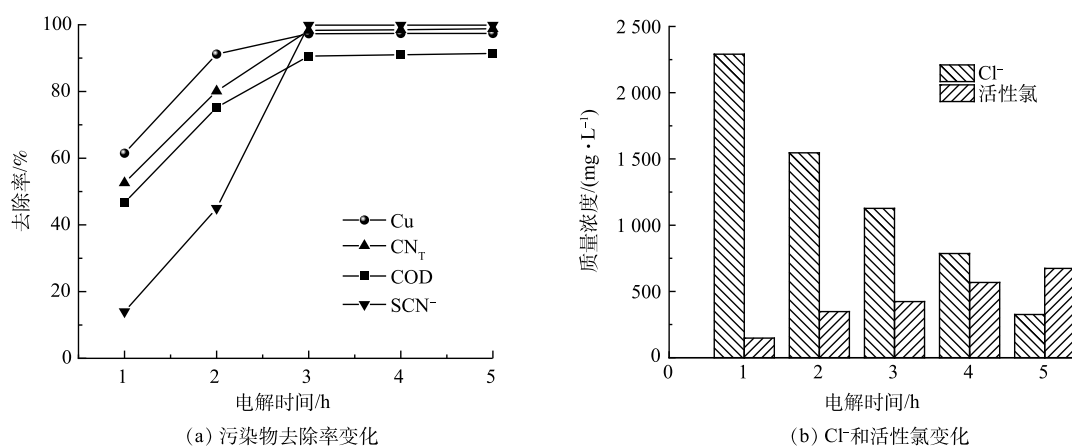 100
80
60
40
20
0
去除率/%
Cu
CN_T
COD
SCN⁻
1 2 3 4 5
电解时间/h
(a) 污染物去除率变化
2 500
2 000
1 500
1 000
500
0
质量浓度/(mg·L⁻¹)
Cl⁻
活性氯
0 1 2 3 4 5
电解时间/h
(b) Cl⁻和活性氯变化